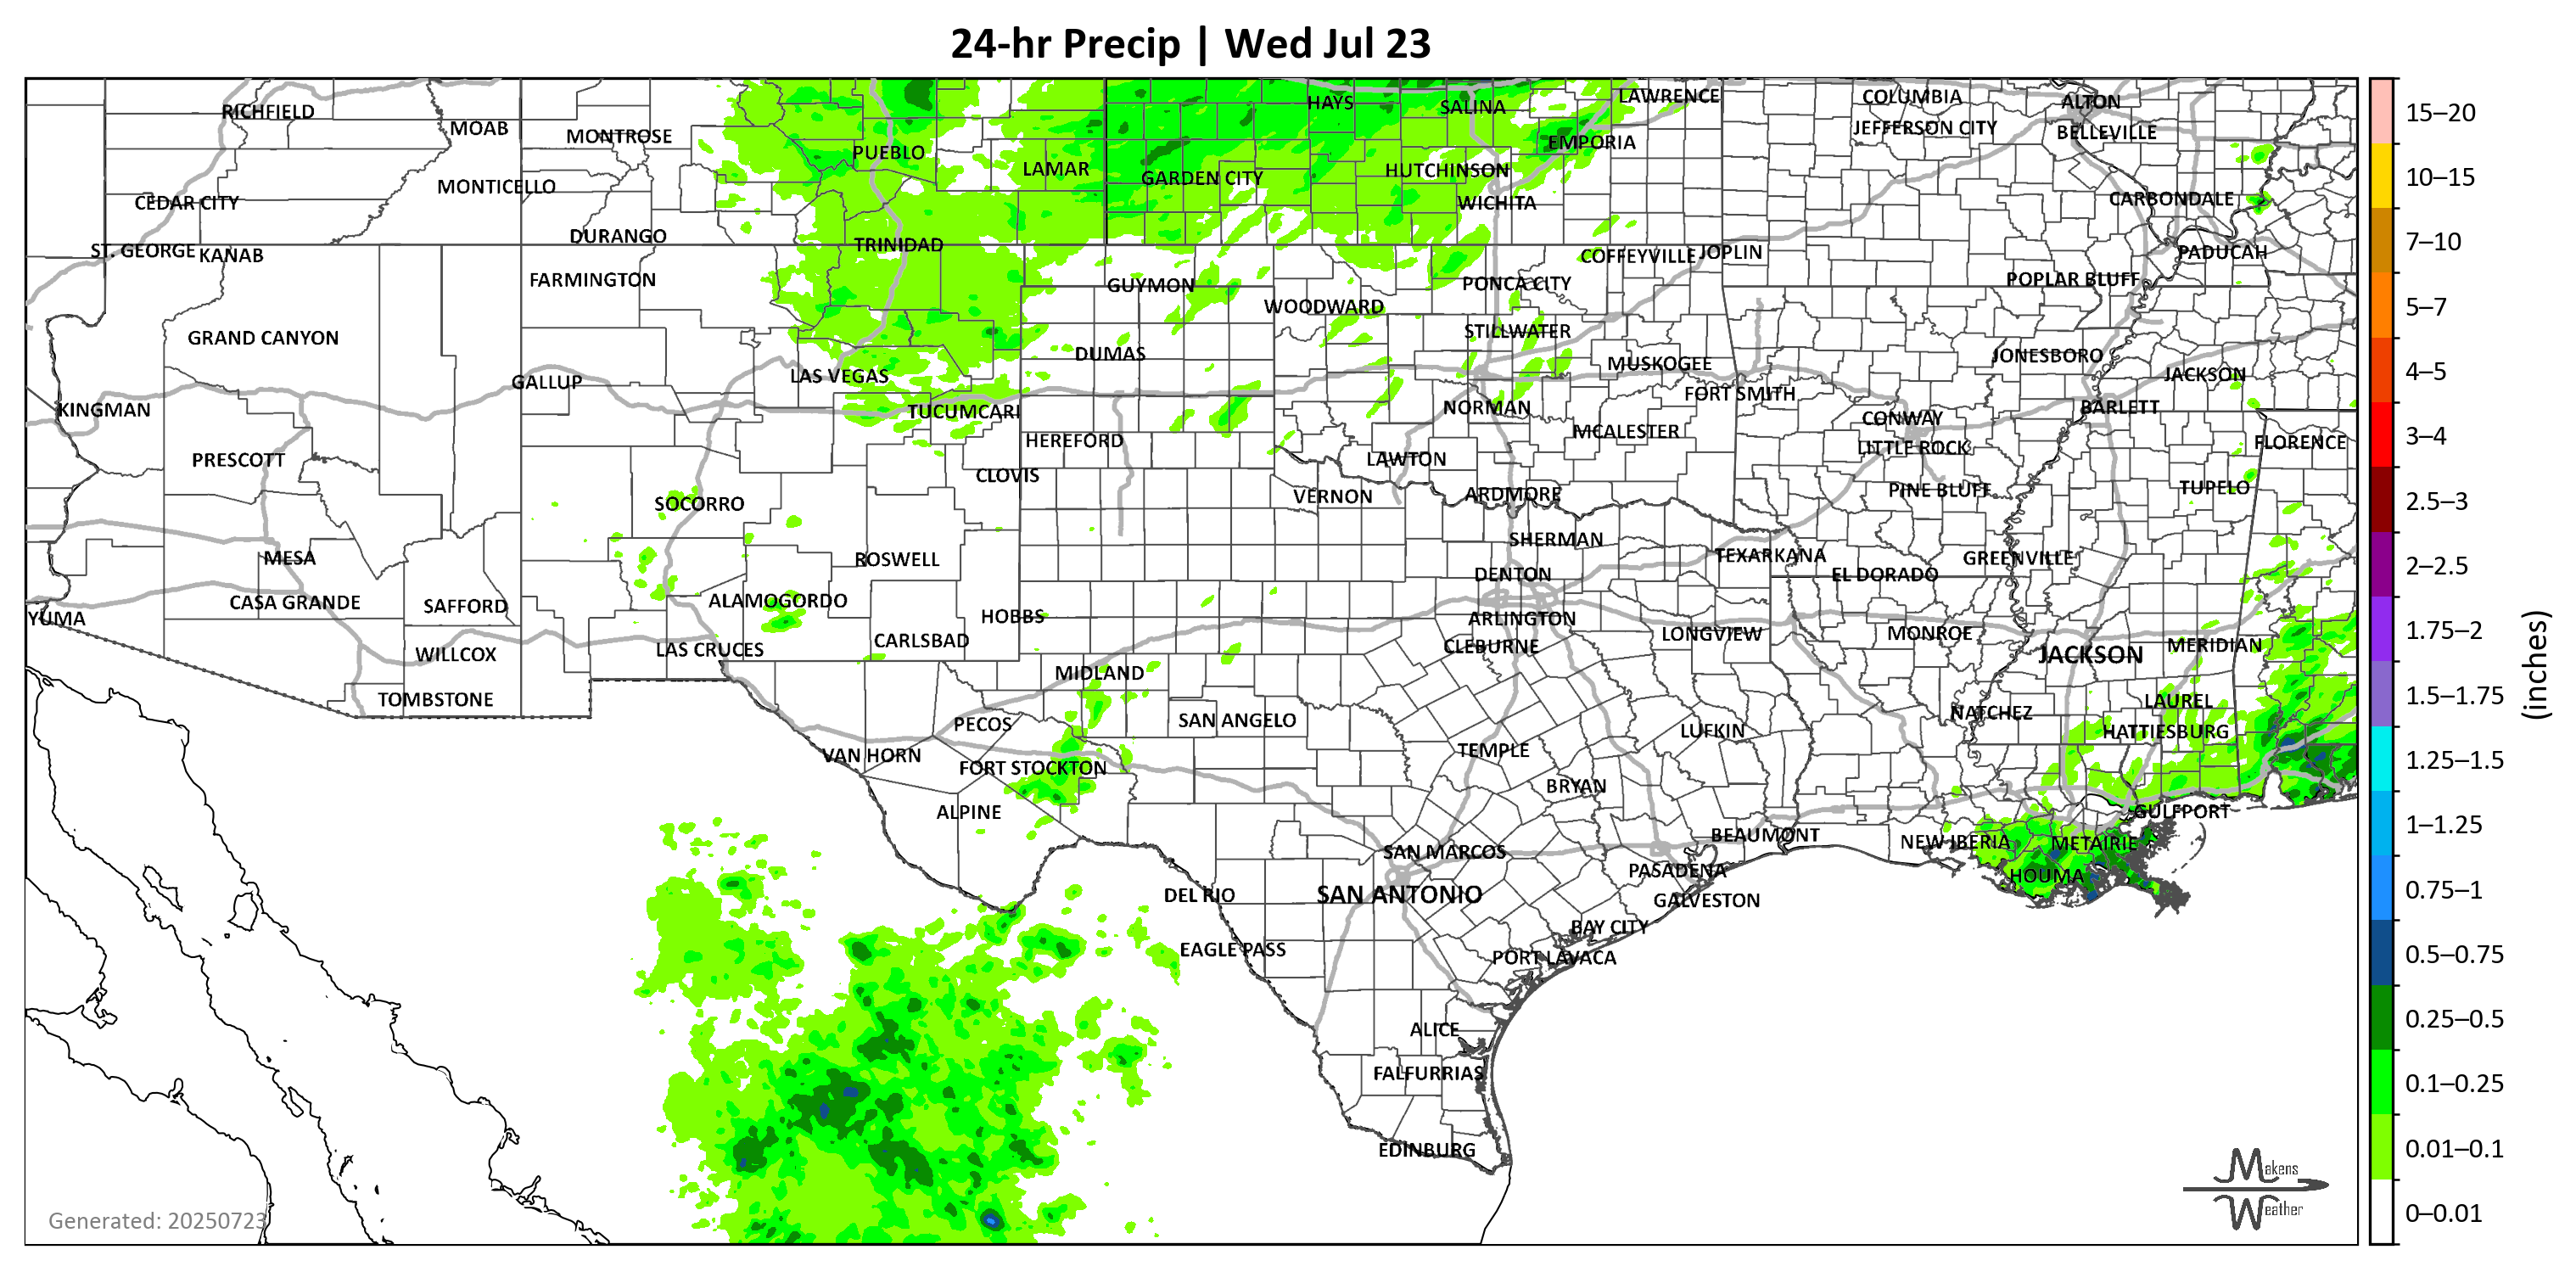 24-hr Precip | Wed Jul 23
RICHFIELD
MOAB
MONTROSE
PUEBLO
LAMAR
HAYS
SALINA
LAWRENCE
COLUMBIA
ALTON
JEFFERSON CITY
BELLEVILLE
EMPORIA
HUTCHINSON
GARDEN CITY
MONTICELLO
CEDAR CITY
WICHITA
CARBONDALE
DURANGO
TRINIDAD
ST. GEORGE
KANAB
COFFEYVILLE
JOPLIN
PADUCAH
FARMINGTON
GUYMON
PONCA CITY
POPLAR BLUFF
WOODWARD
GRAND CANYON
STILLWATER
DUMAS
JONESBORO
MUSKOGEE
GALLUP
LAS VEGAS
JACKSON
FORT SMITH
KINGMAN
TUCUMCARI
NORMAN
BARLETT
CONWAY
HEREFORD
MCALESTER
LITTLE ROCK
FLORENCE
PRESCOTT
LAWTON
CLOVIS
SOCORRO
VERNON
ARDMORE
PINE BLUFF
TUPELO
MESA
ROSWELL
SHERMAN
TEXARKANA
GREENVILLE
DENTON
EL DORADO
CASA GRANDE
SAFFORD
ALAMOGORDO
HOBBS
YUMA
ARLINGTON
LONGVIEW
MONROE
WILLCOX
LAS CRUCES
CARLSBAD
CLEBURNE
JACKSON
MERIDIAN
TOMBSTONE
MIDLAND
LAUREL
PECOS
SAN ANGELO
NATCHEZ
LUFKIN
HATTIESBURG
VAN HORN
FORT STOCKTON
TEMPLE
BRYAN
ALPINE
GULFPORT
BEAUMONT
NEW IBERIA
METAIRIE
SAN MARCOS
PASADENA
HOUMA
DEL RIO
SAN ANTONIO
GALVESTON
BAY CITY
EAGLE PASS
PORT LAVACA
ALICE
FALFURRIAS
EDINBURG
Generated: 20250723
Makens
Weather
15–20
10–15
7–10
5–7
4–5
3–4
2.5–3
2–2.5
1.75–2
1.5–1.75
1.25–1.5
1–1.25
0.75–1
0.5–0.75
0.25–0.5
0.1–0.25
0.01–0.1
0–0.01
(inches)